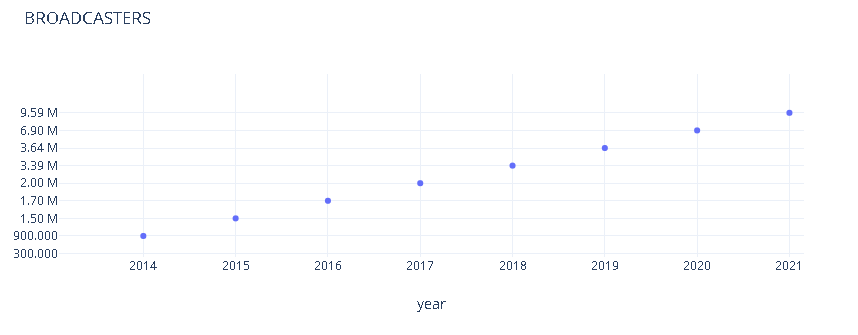 BROADCASTERS
9.59 M
6.90 M
3.64 M
3.39 M
2.00 M
1.70 M
1.50 M
900.000
300.000
2014 2015 2016 2017 2018 2019 2020 2021
year